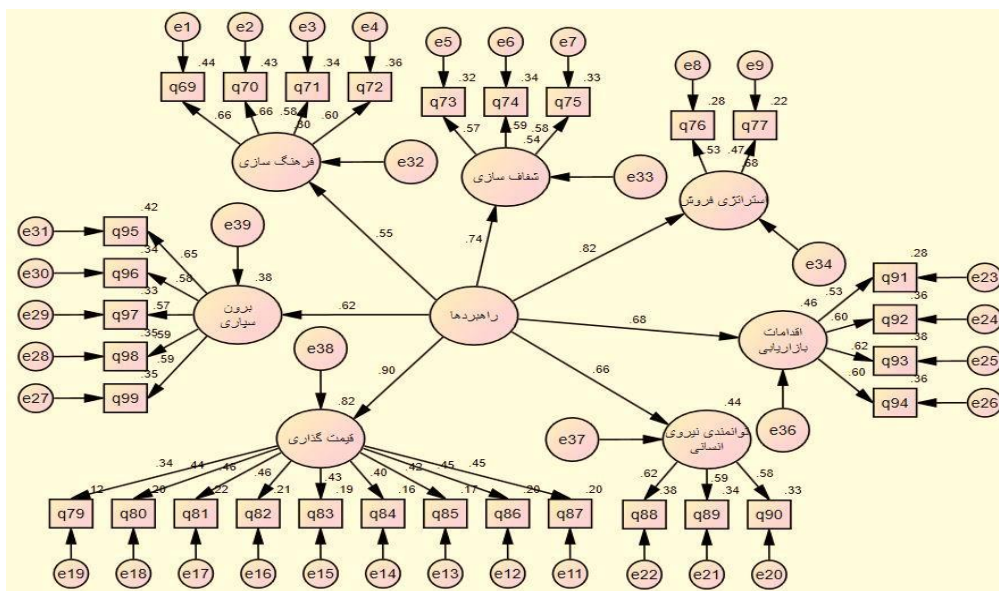 e1 e2 e3 e4
e5 e6 e7
e8 e9
.44 .43 .34 .36
q69 q70 q71 q72
.66 .66 .58 .60
.30
فرهنگ سازی
e32
.32 .34 .33
q73 q74 q75
.57 .59 .58
.54
شفاف سازی
e33
.28 .22
q76 q77
.53 .47
.68
استراتژی فروش
e34
.55 .74 .82
e31 q95 .42
e30 q96 .34
e29 q97 .33
e28 q98 .35
e27 q99 .35
.65
.58
.57
.59
.59
e39
.38
برون
سپاری
.62
راهبردها
.68
.46
اقدامات
بازاریابی
.53
.60
.62
.60
.28
q91 e23
.36
q92 e24
.38
q93 e25
.36
q94 e26
e36
e38
.90
.82
قیمت گذاری
.66
e37
.44
توانمندی نیروی
انسانی
.34 .44 .46 .46 .43 .40 .42 .45 .45
.12 .20 .22 .21 .19 .16 .17 .20 .20
q79 q80 q81 q82 q83 q84 q85 q86 q87
e19 e18 e17 e16 e15 e14 e13 e12 e11
.62 .59 .58
.38 .34 .33
q88 q89 q90
e22 e21 e20